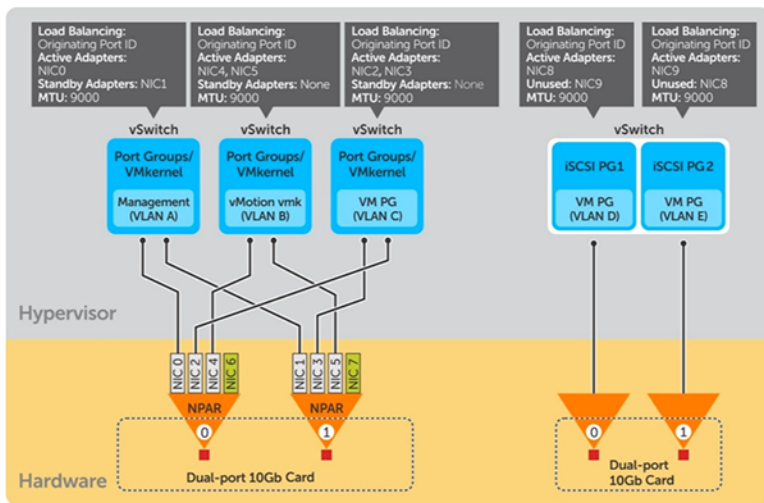 Load Balancing:
Originating Port ID
Active Adapters:
NIC0
Standby Adapters: NIC1
MTU: 9000
Load Balancing:
Originating Port ID
Active Adapters:
NIC4, NIC5
Standby Adapters: None
MTU: 9000
Load Balancing:
Originating Port ID
Active Adapters:
NIC2, NIC3
Standby Adapters: None
MTU: 9000
Load Balancing:
Originating Port ID
Active Adapters:
NIC8
Unused: NIC9
MTU: 9000
Load Balancing:
Originating Port ID
Active Adapters:
NIC9
Unused: NIC8
MTU: 9000
vSwitch
vSwitch
vSwitch
vSwitch
Port Groups/
VMkernel
Management
(VLAN A)
Port Groups/
VMkernel
vMotion vmk
(VLAN B)
Port Groups/
VMkernel
VM PG
(VLAN C)
iSCSI PG1
VM PG
(VLAN D)
iSCSI PG2
VM PG
(VLAN E)
Hypervisor
NIC 0
NIC 2
NIC 4
NIC 6
NIC 1
NIC 3
NIC 5
NIC 7
NPAR
NPAR
0
1
0
1
Dual-port 10Gb Card
Dual-port
10Gb Card
Hardware